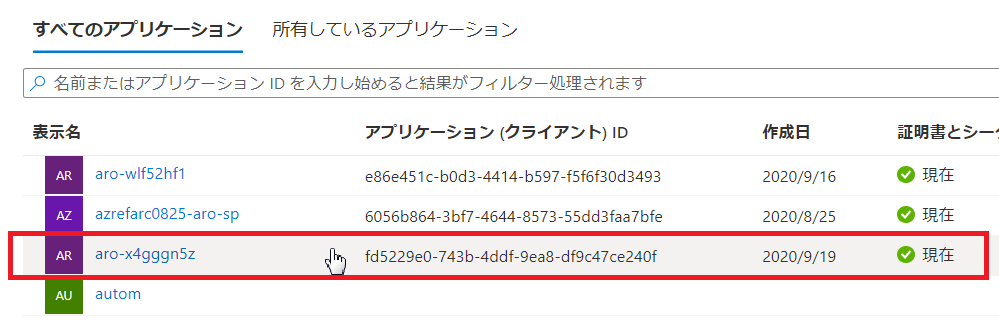 すべてのアプリケーション 所有しているアプリケーション
名前またはアプリケーション ID を入力し始めると結果がフィルター処理されます
表示名 アプリケーション (クライアント) ID 作成日 証明書とシーク
AR aro-wlf52hf1 e86e451c-b0d3-4414-b597-f5f6f30d3493 2020/9/16 現在
AZ azrefarc0825-aro-sp 6056b864-3bf7-4644-8573-55dd3faa7bfe 2020/8/25 現在
AR aro-x4gggn5z fd5229e0-743b-4ddf-9ea8-df9c47ce240f 2020/9/19 現在
AU autom